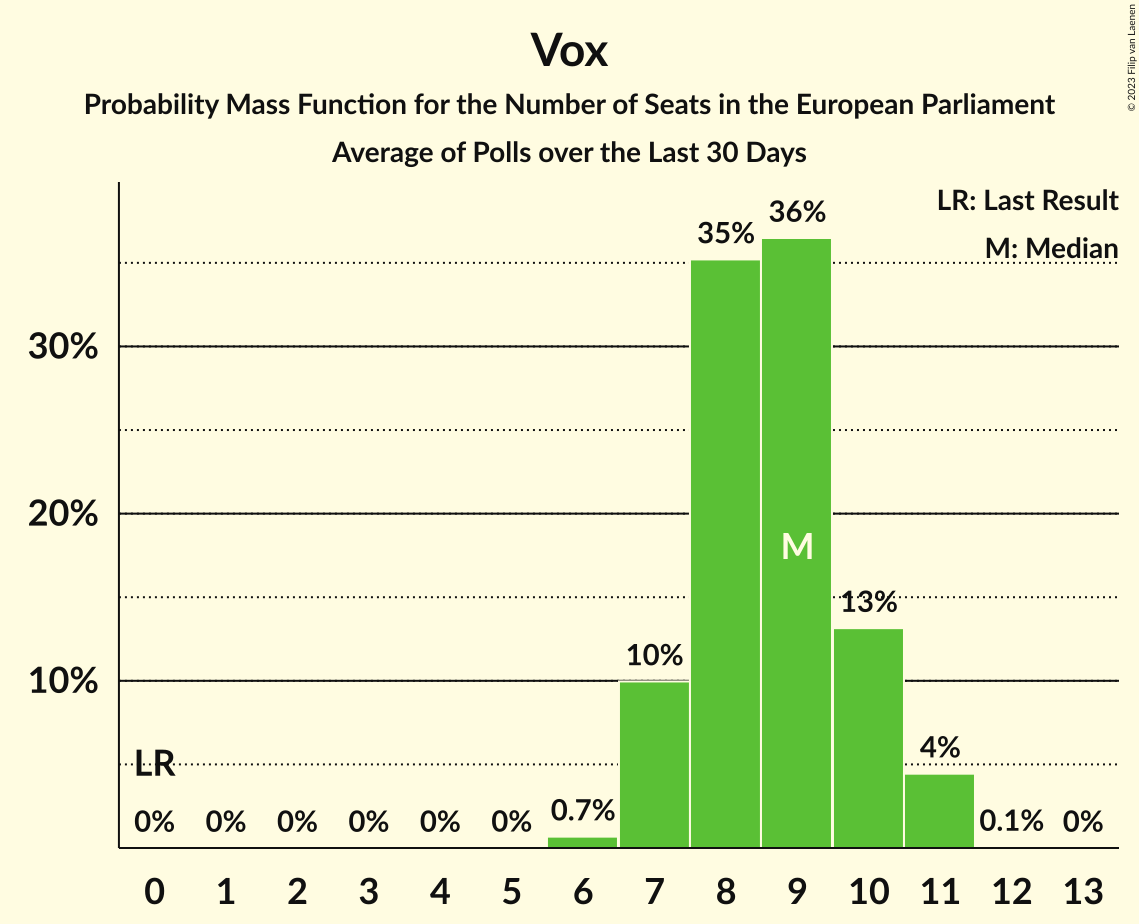 Vox
Probability Mass Function for the Number of Seats in the European Parliament
Average of Polls over the Last 30 Days
© 2023 Filip van Laenen
LR: Last Result
M: Median
30%
20%
10%
LR
0% 0% 0% 0% 0% 0% 0.7% 10% 35% 36% 13% 4% 0.1% 0%
M
0 1 2 3 4 5 6 7 8 9 10 11 12 13